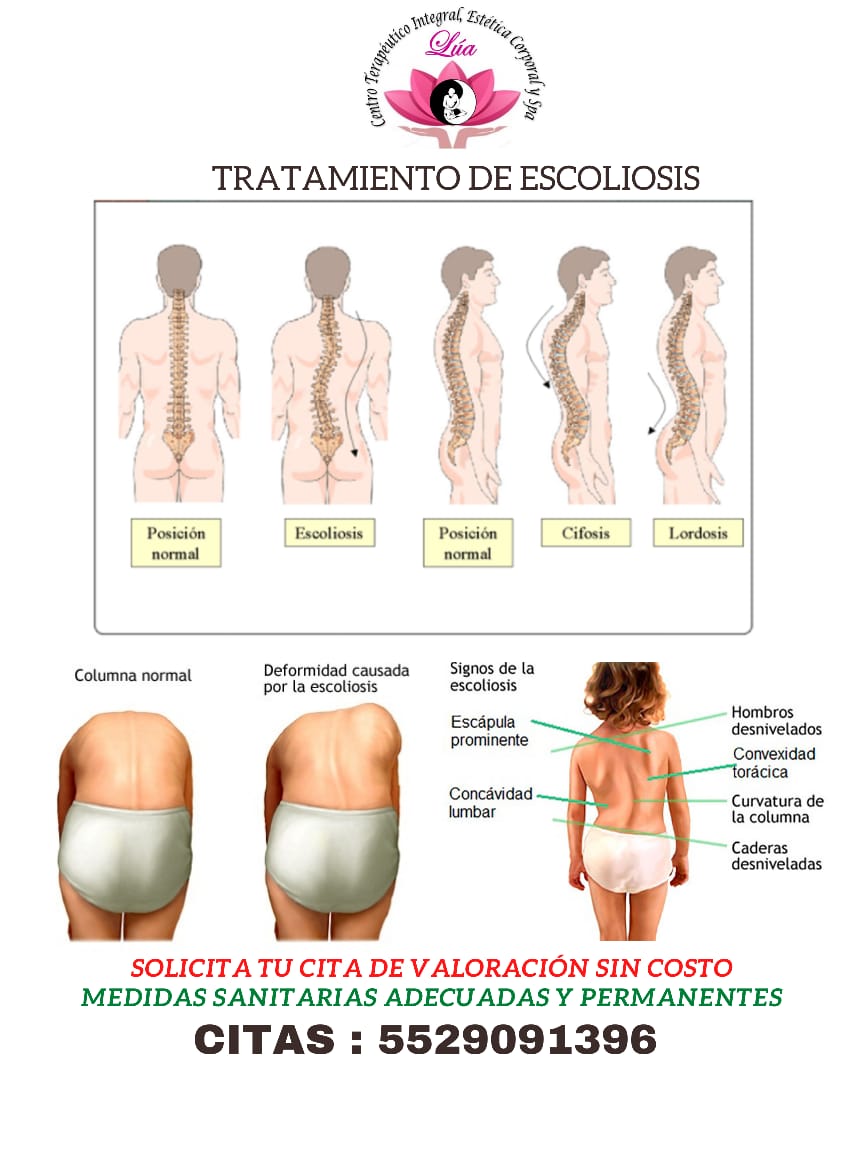 Centro Terapéutico Integral, Estética Corporal y Spa
Lúa
TRATAMIENTO DE ESCOLIOSIS
Posición
normal
Escoliosis
Posición
normal
Cifosis
Lordosis
Columna normal
Deformidad causada
por la escoliosis
Signos de la
escoliosis
Escápula
prominente
Concávidad
lumbar
Hombros
desnivelados
Convexidad
torácica
Curvatura de
la columna
Caderas
desniveladas
SOLICITA TU CITA DE VALORACIÓN SIN COSTO
MEDIDAS SANITARIAS ADECUADAS Y PERMANENTES
CITAS : 5529091396